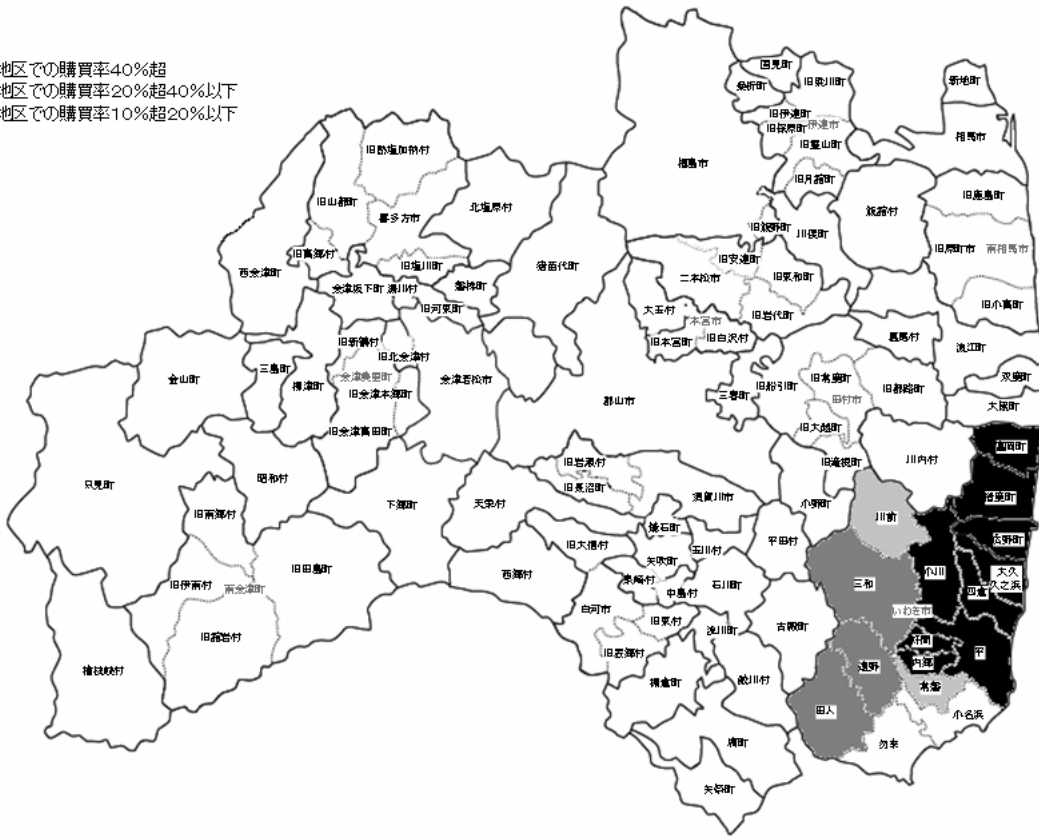 地区での購買率40%超
地区での購買率20%超40%以下
地区での購買率10%超20%以下
国見町
桑折町
旧梁川町
新地町
旧伊達町
伊達市
旧保原町
相馬市
旧霊山町
福島市
旧熱塩加納村
旧月舘町
旧鹿島町
旧山都町
北塩原村
飯舘村
喜多方市
旧飯野町
川俣町
旧高郷村
旧原町市
南相馬市
旧安達町
西会津町
旧塩川町
猪苗代町
二本松市
旧東和町
磐梯町
会津坂下町
湯川村
旧小高町
旧河東町
大玉村
旧岩代町
本宮市
旧新鶴村
旧本宮町
旧白沢村
葛尾村
浪江町
旧北会津村
三島町
会津美里町
双葉町
金山町
柳津町
会津若松市
旧船引町
旧常葉町
旧都路町
旧会津本郷町
三春町
郡山市
田村市
大熊町
旧大越町
旧会津高田町
富岡町
川内村
旧岩瀬村
旧滝根町
昭和村
只見町
旧長沼町
須賀川市
楢葉町
下郷町
天栄村
小野町
旧南郷村
川前
鏡石町
広野町
平田村
旧大信村
玉川村
矢吹町
旧田島町
西郷村
大久
小川
泉崎村
三和
石川町
旧伊南村
久之浜
南会津町
四倉
中島村
白河市
いわき市
旧東村
古殿町
浅川町
旧舘岩村
好間
旧表郷村
平
内郷
遠野
檜枝岐村
鮫川村
棚倉町
常磐
田人
小名浜
塙町
勿来
矢祭町